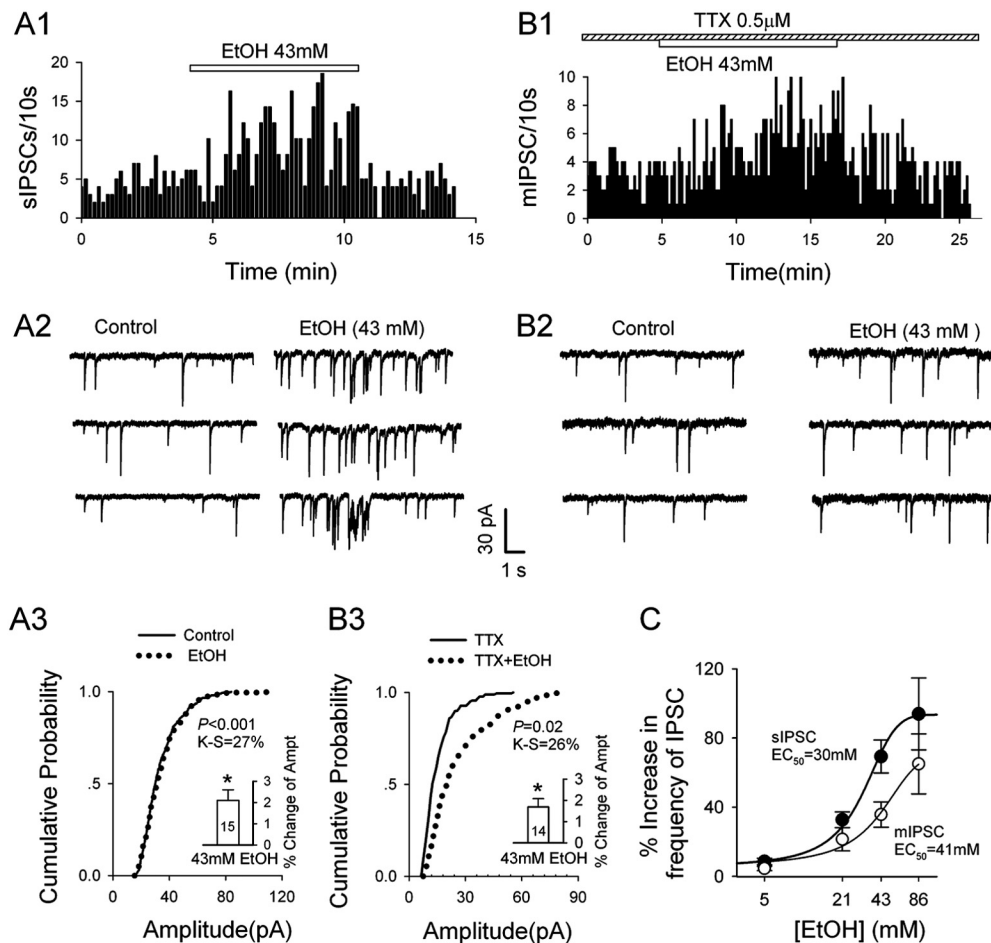 A1
EtOH 43mM
sIPSCs/10s
20
15
10
5
0
0 5 10 15
Time (min)
B1
TTX 0.5µM
EtOH 43mM
mIPSC/10s
10
8
6
4
2
0
0 5 10 15 20 25
Time(min)
A2
Control EtOH (43 mM)
B2
Control EtOH (43 mM )
30 pA
1 s
A3
Control
EtOH
Cumulative Probability
1.0
.5
0.0
P<0.001
K-S=27%
*
15
43mM EtOH
3
2
1
0
% Change of Ampt
0 40 80 120
Amplitude(pA)
B3
TTX
TTX+EtOH
Cumulative Probability
1.0
.5
0.0
P=0.02
K-S=26%
*
14
43mM EtOH
3
2
1
0
% Change of Ampt
0 30 60 90
Amplitude(pA)
C
% Increase in
frequency of IPSC
120
80
40
0
sIPSC
EC50=30mM
mIPSC
EC50=41mM
5 21 43 86
[EtOH] (mM)